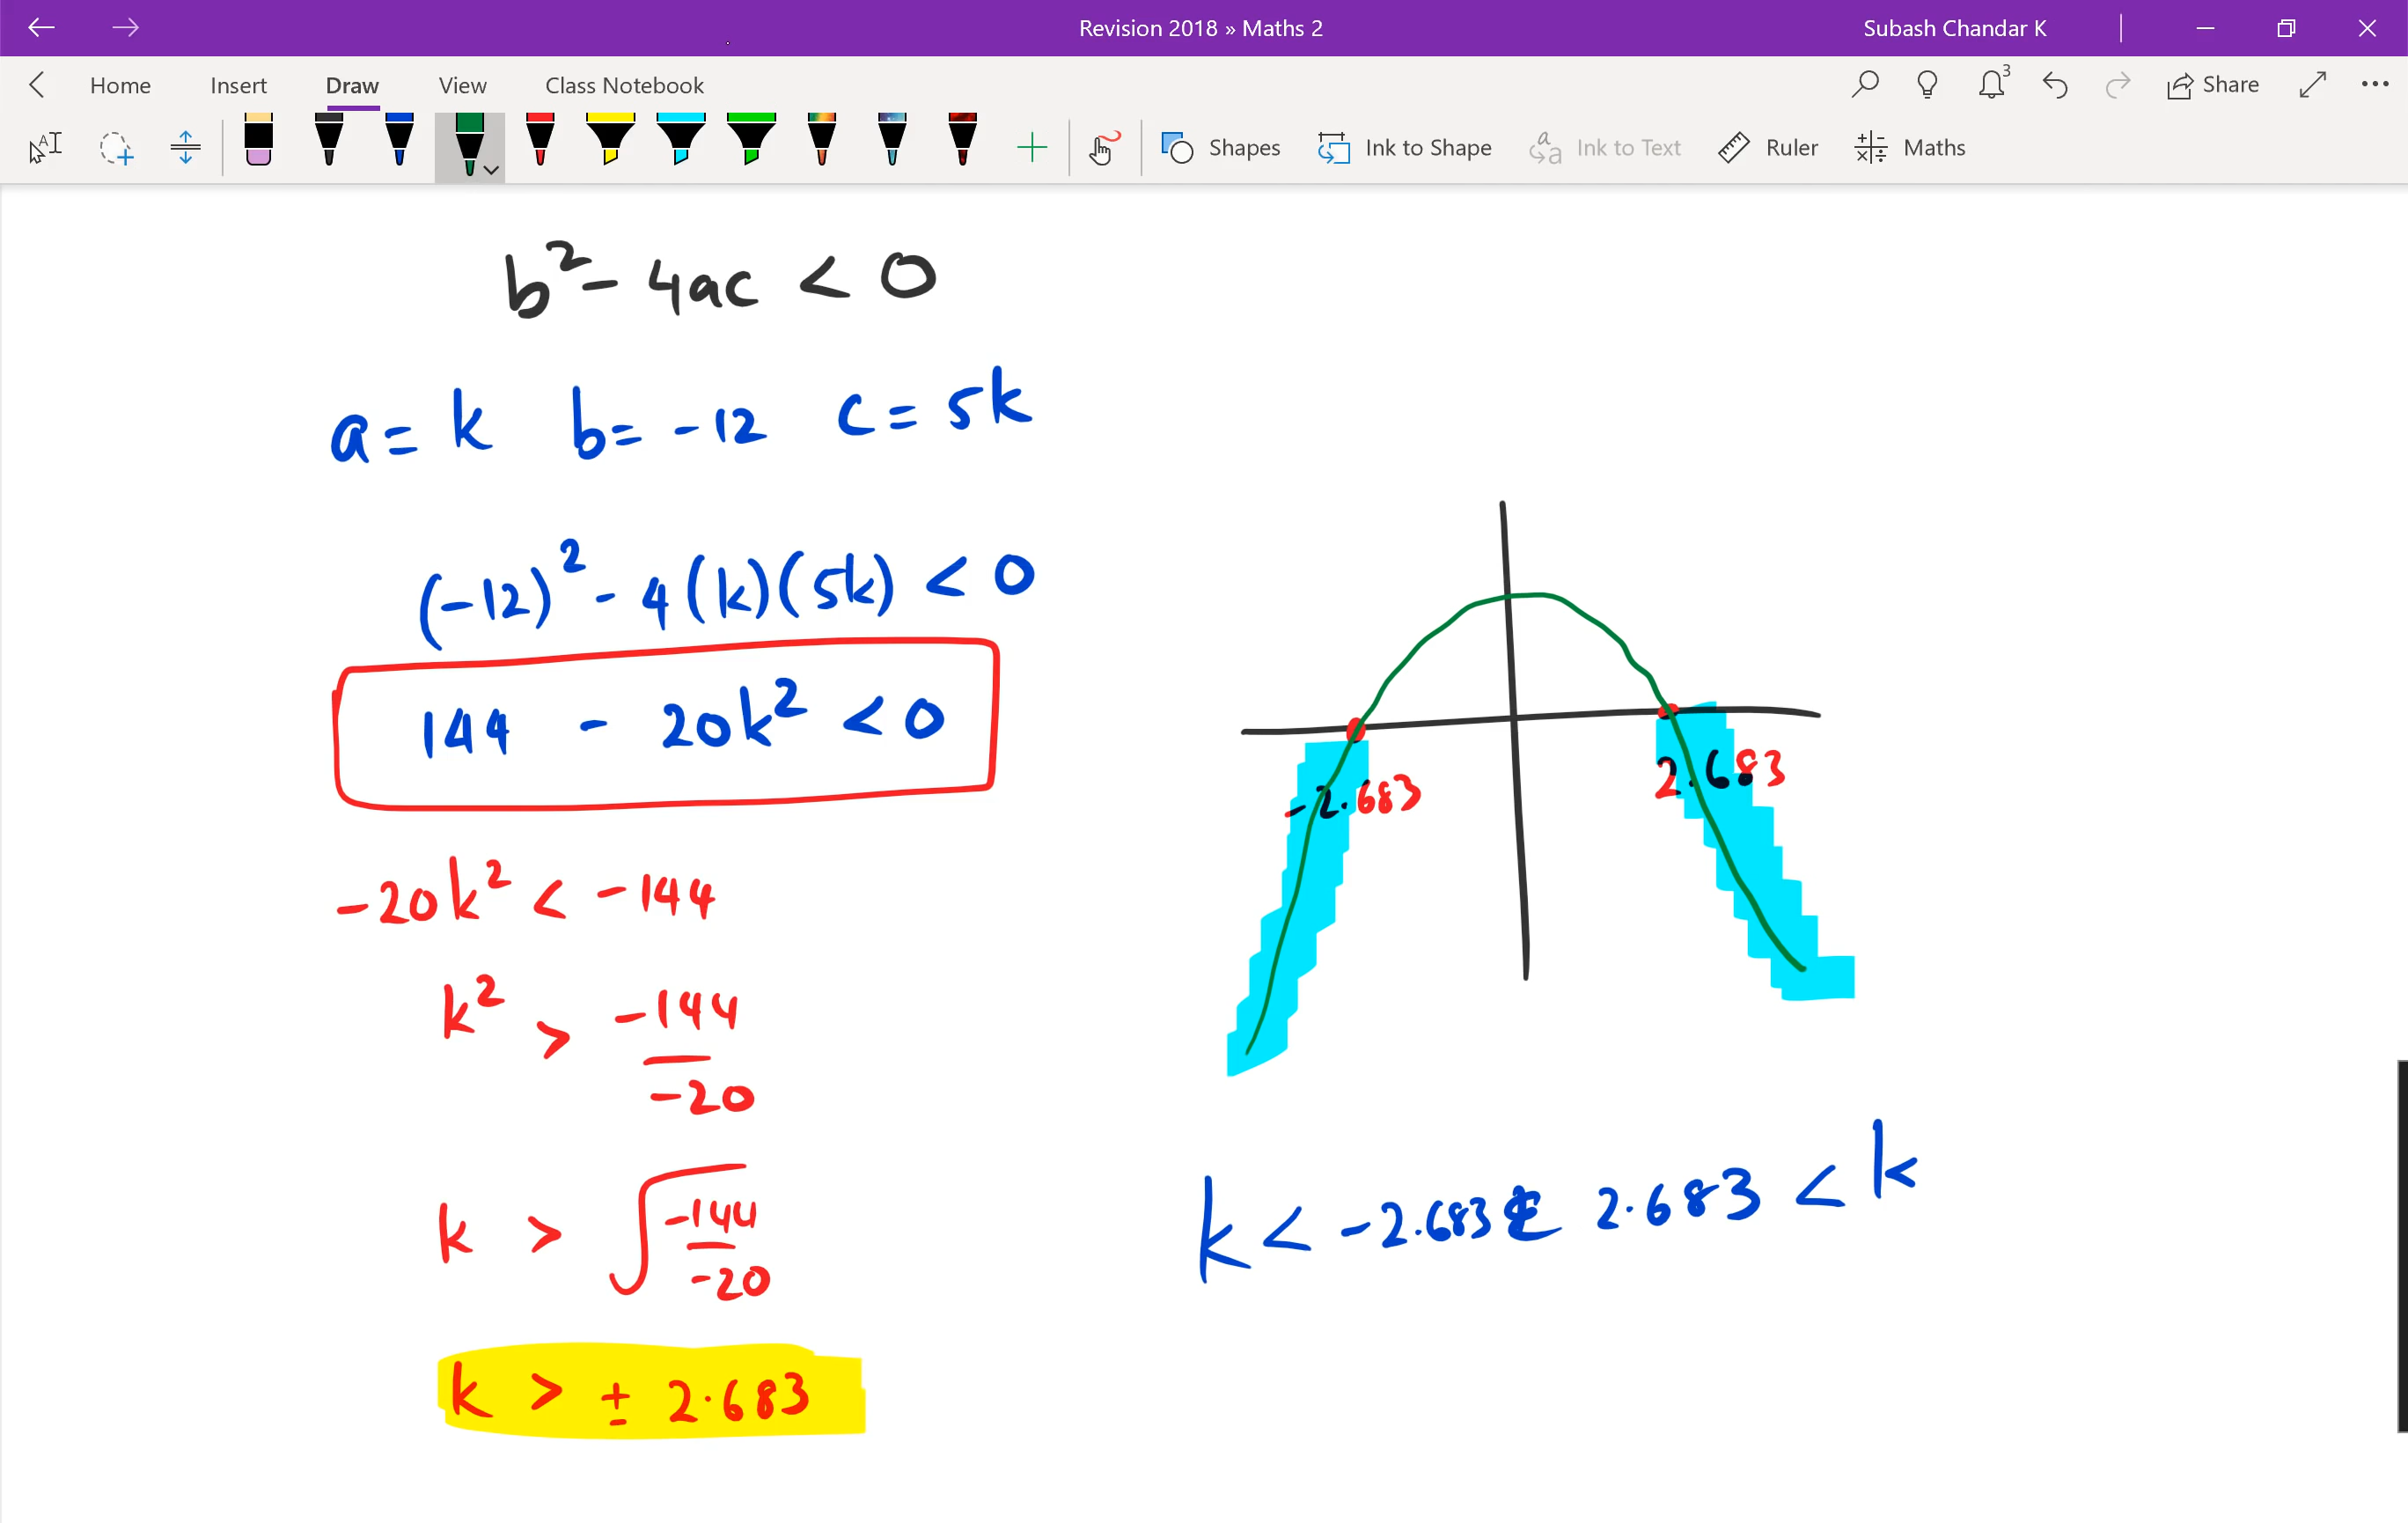 Revision 2018 » Maths 2
Subash Chandar K
Home Insert Draw View Class Notebook
3
Share
Shapes Ink to Shape Ink to Text Ruler Maths
b² - 4ac < 0
a = k b = -12 c = 5k
(-12)² - 4(k)(5k) < 0
144 - 20k² < 0
-20k² < -144
k² > -144/-20
k > √(-144/-20)
k > ± 2.683
-2.683 2.683
k < -2.683 & 2.683 < k